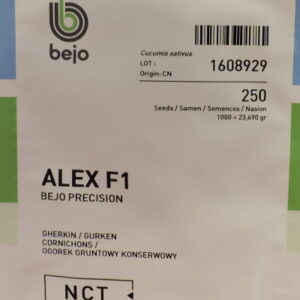 bejo
Cucumis sativus
LOT : 1608929
Origin: CN
250
Seeds / Samen / Semences / Nasion
1000 = 23,690 gr
ALEX F1
BEJO PRECISION
GHERKIN / GURKEN
CORNICHONS /
OGOREK GRUNTOWY KONSERWOWY
NCT